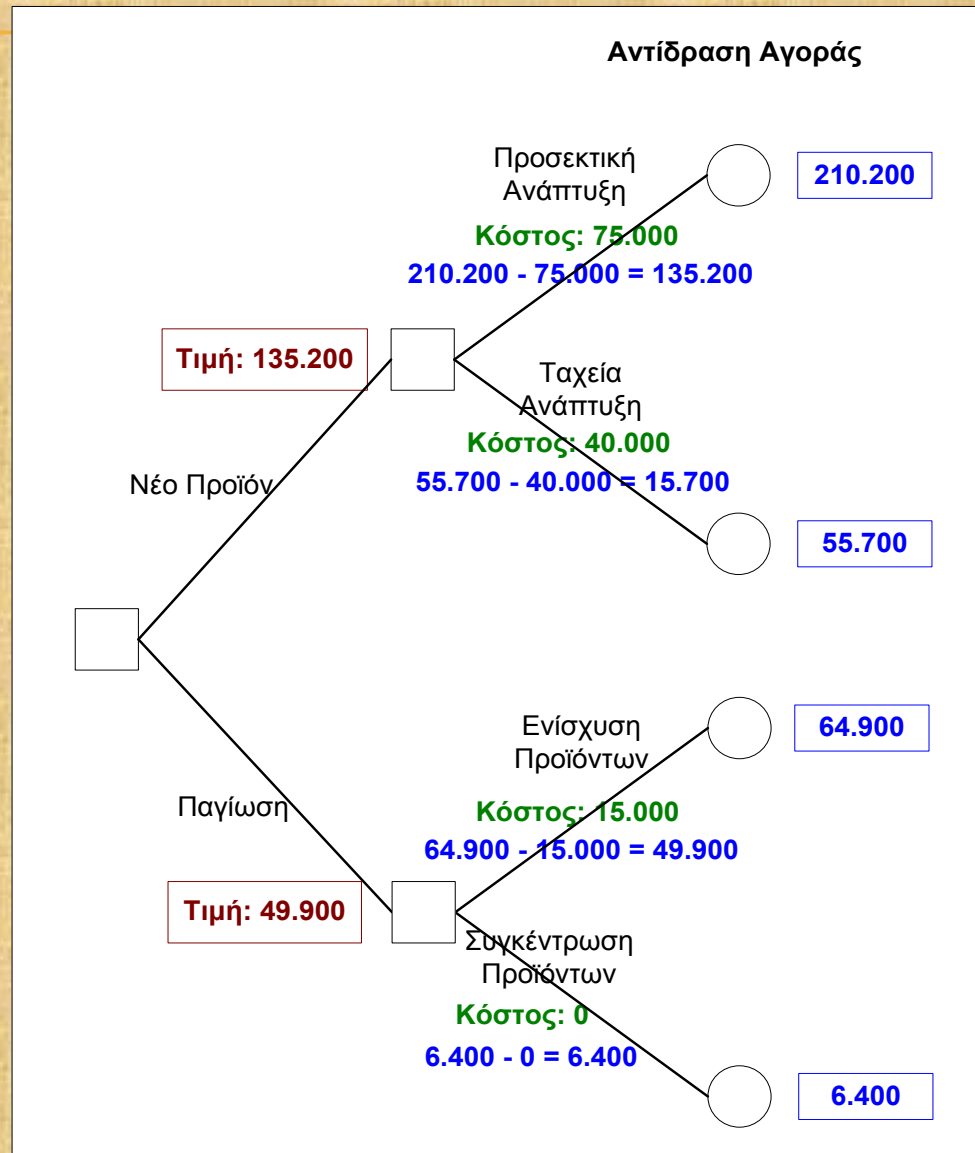 Αντίδραση Αγοράς
Προσεκτική
Ανάπτυξη
210.200
Κόστος: 75.000
210.200 - 75.000 = 135.200
Τιμή: 135.200
Ταχεία
Ανάπτυξη
Κόστος: 40.000
55.700 - 40.000 = 15.700
Νέο Προϊόν
55.700
Ενίσχυση
Προϊόντων
64.900
Παγίωση
Κόστος: 15.000
64.900 - 15.000 = 49.900
Τιμή: 49.900
Συγκέντρωση
Προϊόντων
Κόστος: 0
6.400 - 0 = 6.400
6.400